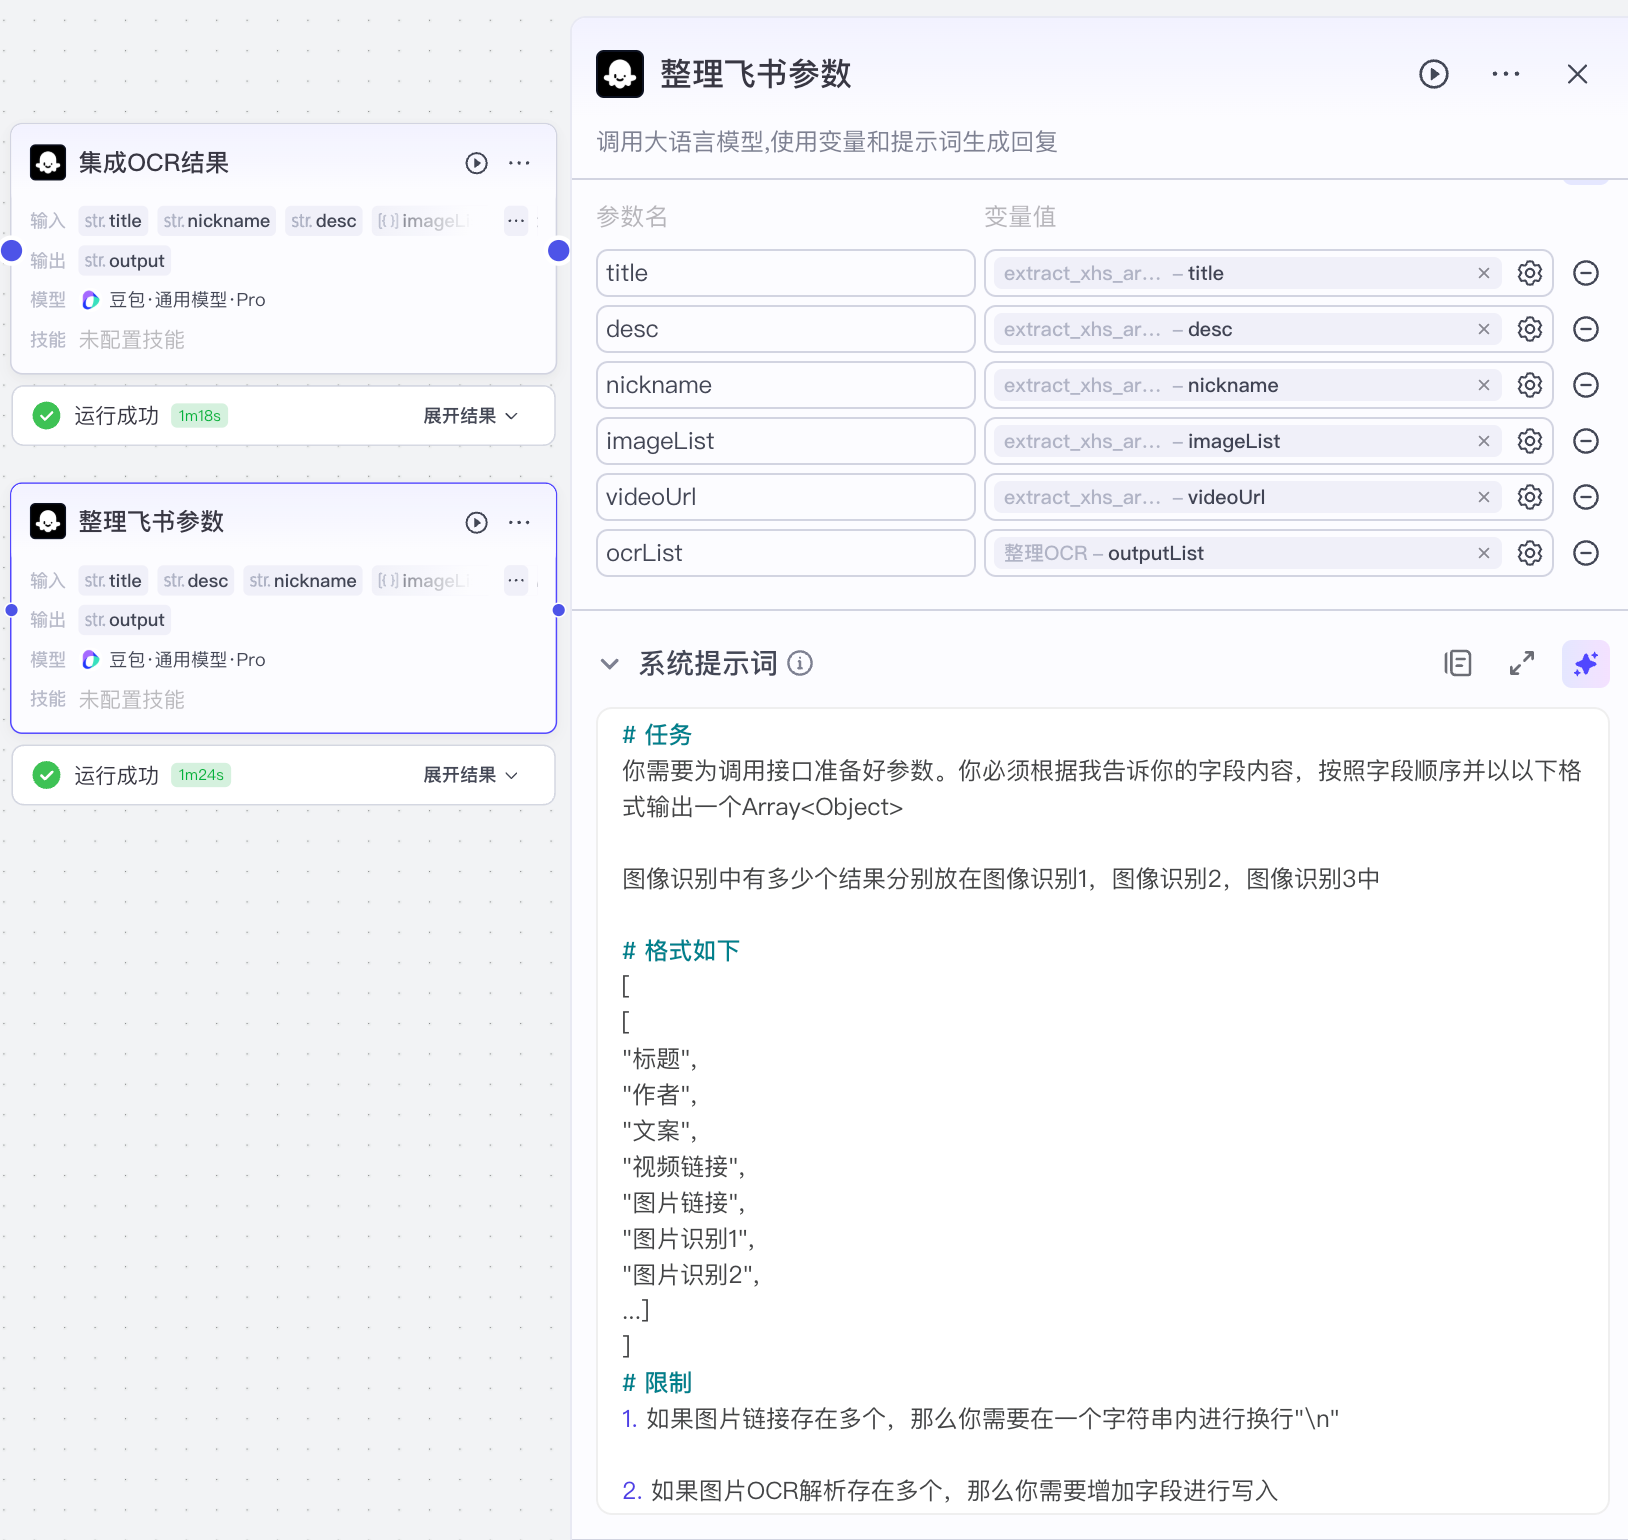 集成OCR结果
输入 str. title str. nickname str. desc [()] imageLi ...
输出 str. output
模型 豆包·通用模型·Pro
技能 未配置技能
运行成功 1m18s 展开结果
整理飞书参数
输入 str. title str. desc str. nickname [()] imageLi ...
输出 str. output
模型 豆包·通用模型·Pro
技能 未配置技能
运行成功 1m24s 展开结果
整理飞书参数
调用大语言模型,使用变量和提示词生成回复
参数名 变量值
title extract_xhs_ar... – title
desc extract_xhs_ar... – desc
nickname extract_xhs_ar... – nickname
imageList extract_xhs_ar... – imageList
videoUrl extract_xhs_ar... – videoUrl
ocrList 整理OCR – outputList
系统提示词
# 任务
你需要为调用接口准备好参数。你必须根据我告诉你的字段内容，按照字段顺序并以以下格
式输出一个Array<Object>
图像识别中有多少个结果分别放在图像识别1，图像识别2，图像识别3中
# 格式如下
[
[
"标题",
"作者",
"文案",
"视频链接",
"图片链接",
"图片识别1",
"图片识别2",
...]
]
# 限制
1. 如果图片链接存在多个，那么你需要在一个字符串内进行换行"\n"
2. 如果图片OCR解析存在多个，那么你需要增加字段进行写入